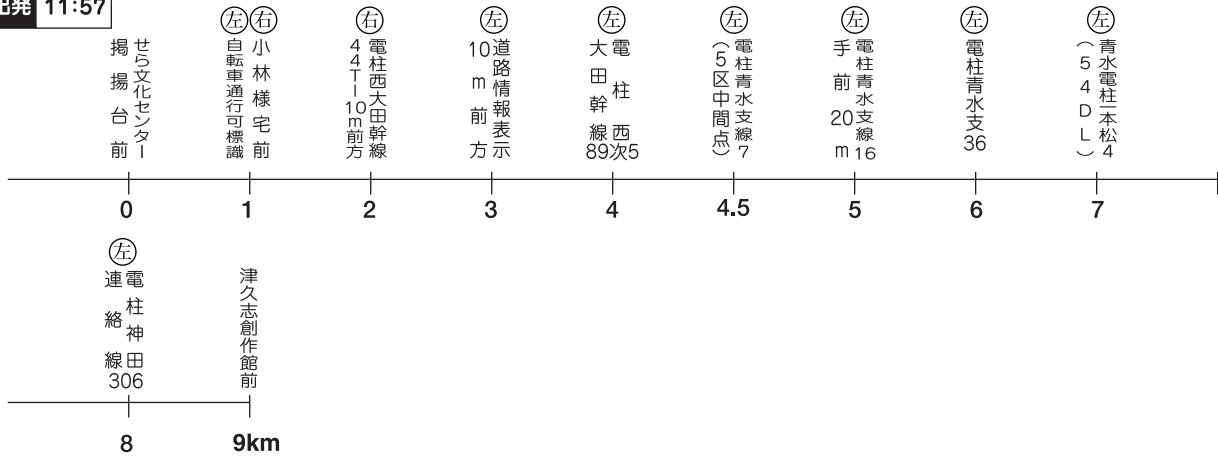 出発 11:57
せら文化センター
掲揚台前
0
右
小林様宅前
左
自転車通行可標識
1
右
電柱西大田幹線
44T1-10m前方
2
左
道路情報表示
10m前方
3
左
電柱西次5
大田幹線89
4
左
電柱青水支線7
(5区中間点)
4.5
左
電柱青水支線16
手前20m
5
左
電柱青水支36
6
左
青水電柱一本松4
(54DL)
7
左
電柱神田
連絡線306
8
津久志創作館前
9km